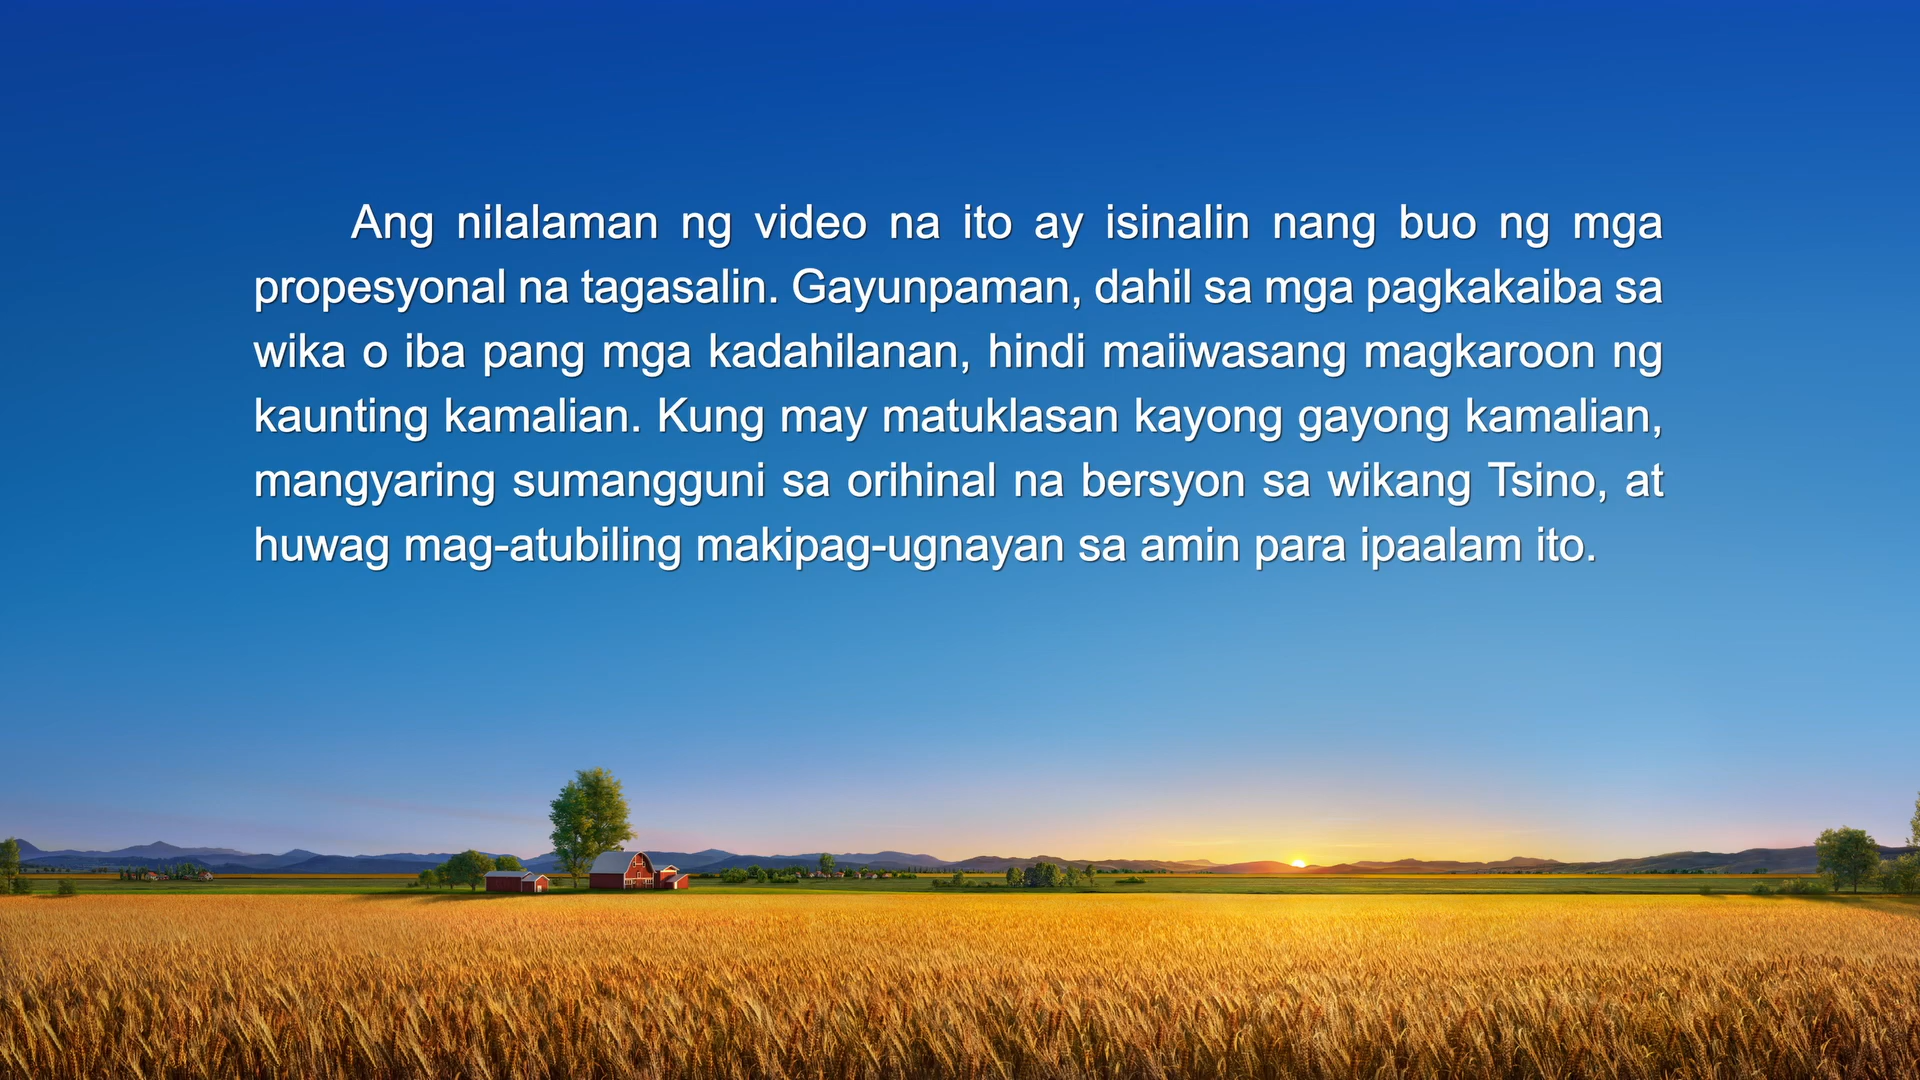 Ang nilalaman ng video na ito ay isinalin nang buo ng mga
propesyonal na tagasalin. Gayunpaman, dahil sa mga pagkakaiba sa
wika o iba pang mga kadahilanan, hindi maiiwasang magkaroon ng
kaunting kamalian. Kung may matuklasan kayong gayong kamalian,
mangyaring sumangguni sa orihinal na bersyon sa wikang Tsino, at
huwag mag-atubiling makipag-ugnayan sa amin para ipaalam ito.